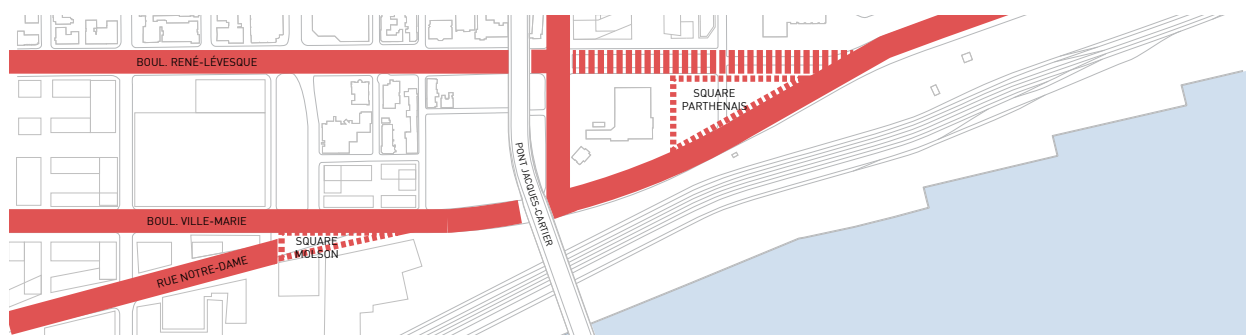 BOUL. RENÉ-LÉVESQUE
SQUARE
PARTHENAIS
PONT JACQUES-CARTIER
BOUL. VILLE-MARIE
SQUARE
MOLSON
RUE NOTRE-DAME